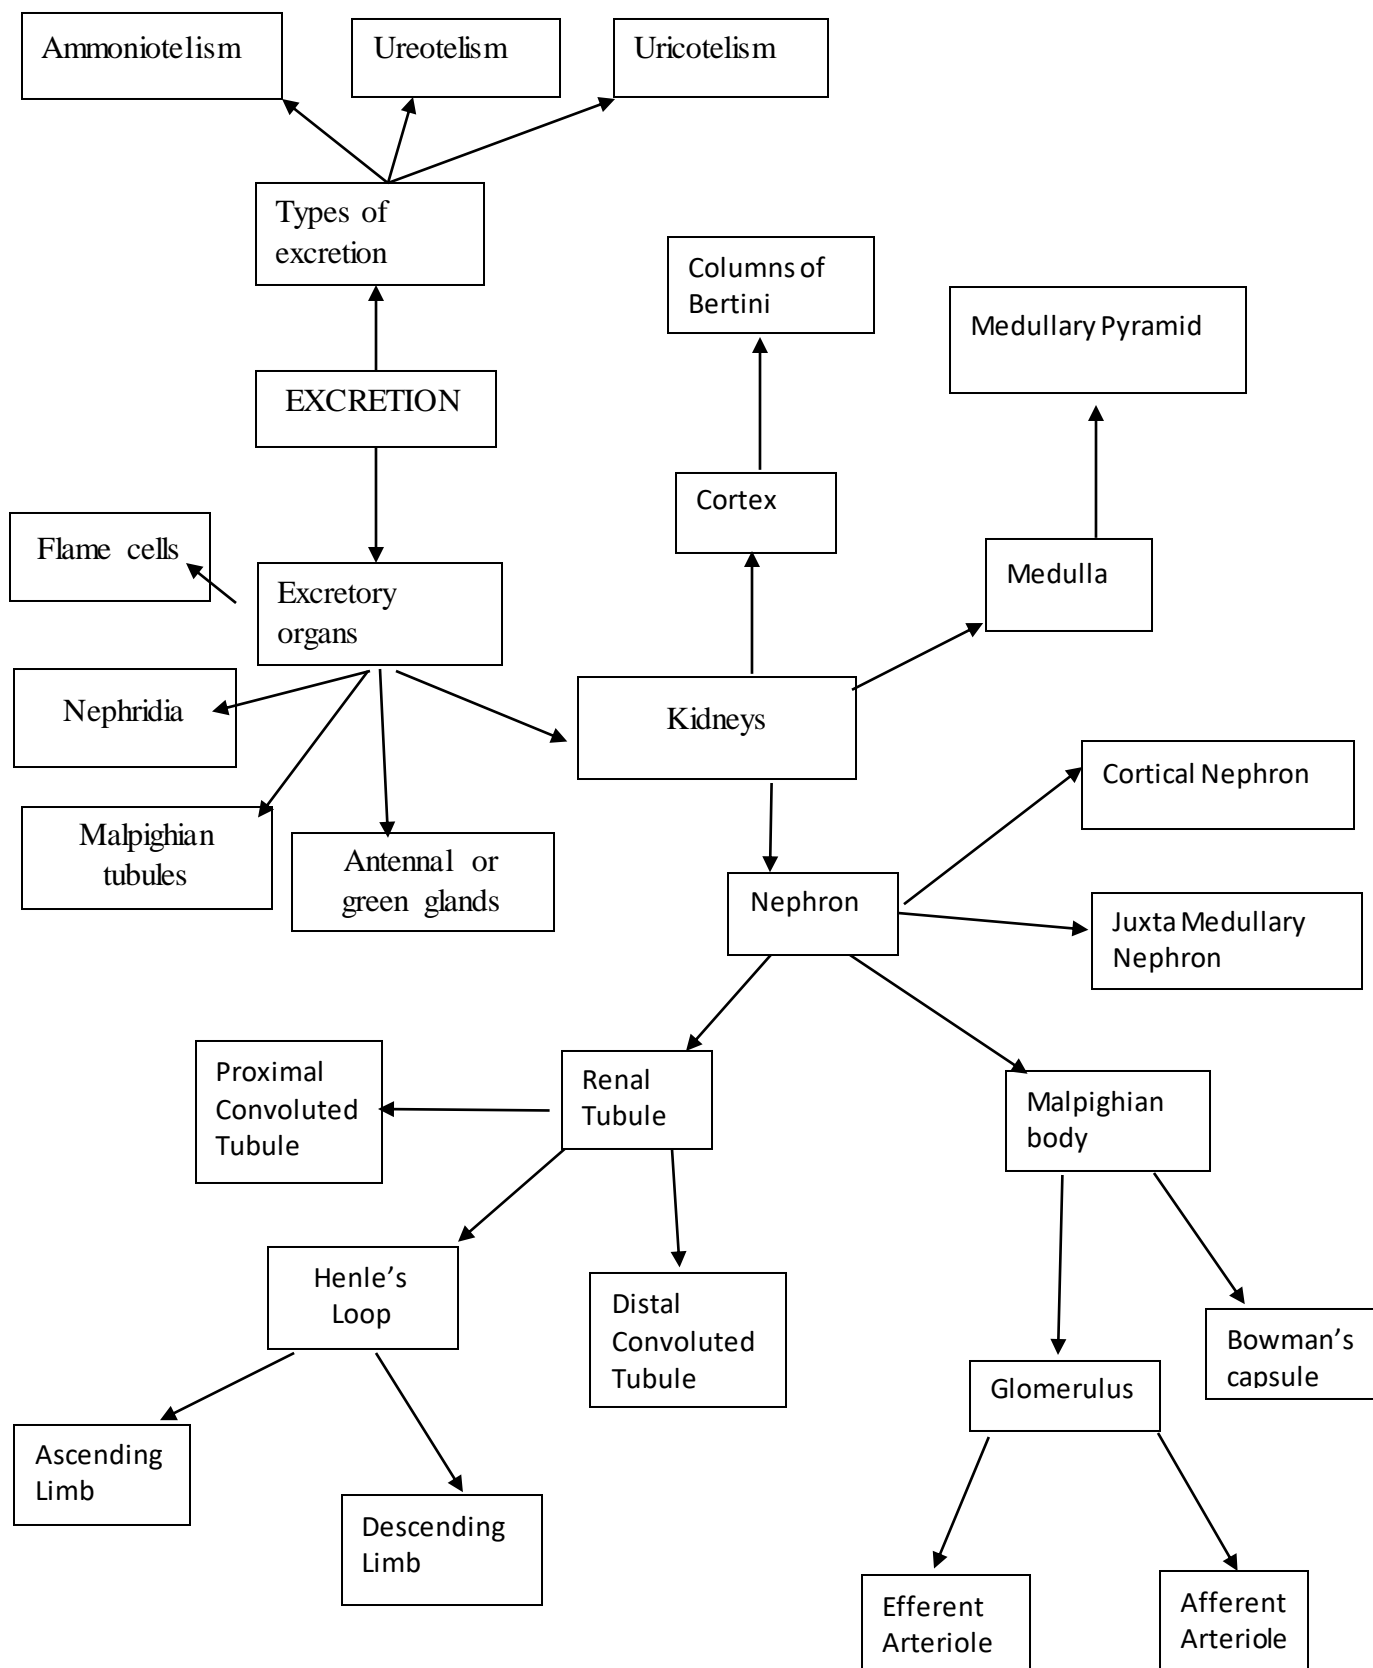 Ammoniotelism
Ureotelism
Uricotelism
Types of
excretion
Columns of
Bertini
Medullary Pyramid
EXCRETION
Cortex
Flame cells
Medulla
Excretory
organs
Nephridia
Kidneys
Cortical Nephron
Malpighian
tubules
Antennal or
green glands
Nephron
Juxta Medullary
Nephron
Proximal
Convoluted
Tubule
Renal
Tubule
Malpighian
body
Henle's
Loop
Distal
Convoluted
Tubule
Bowman's
capsule
Glomerulus
Ascending
Limb
Descending
Limb
Efferent
Arteriole
Afferent
Arteriole